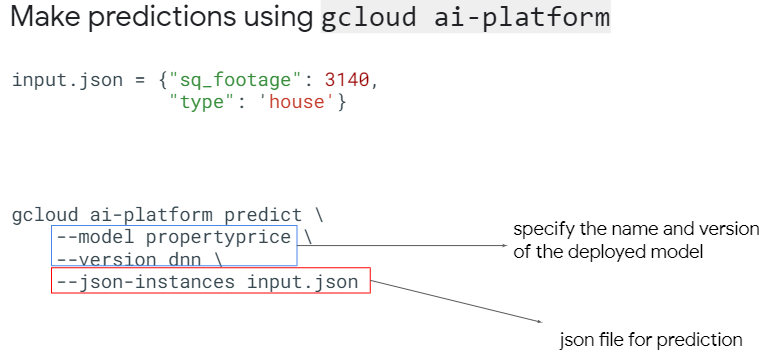 Make predictions using gcloud ai-platform
input.json = {"sq_footage": 3140,
"type": 'house'}
gcloud ai-platform predict \
--model propertyprice \
--version dnn \
--json-instances input.json
specify the name and version
of the deployed model
json file for prediction